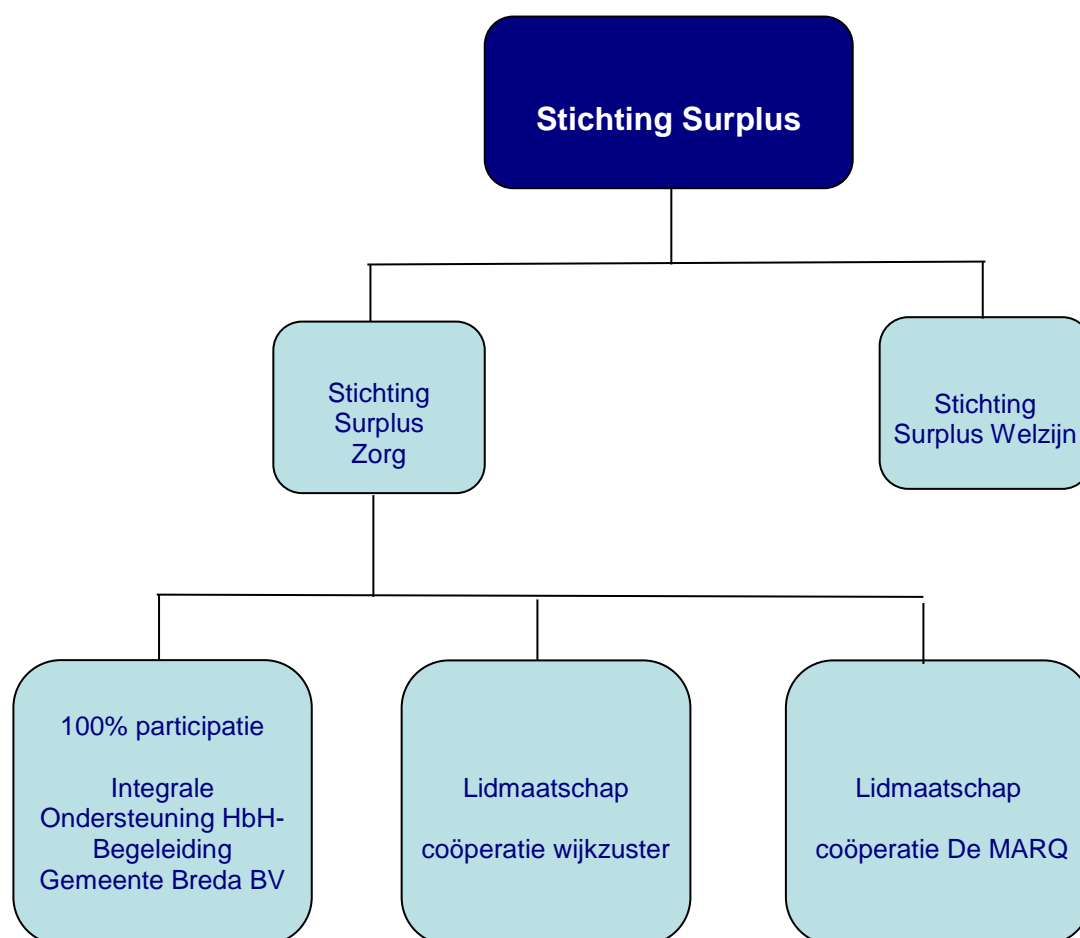 Stichting Surplus
Stichting
Surplus
Zorg
Stichting
Surplus Welzijn
100% participatie
Integrale
Ondersteuning HbH-
Begeleiding
Gemeente Breda BV
Lidmaatschap
coöperatie wijkzuster
Lidmaatschap
coöperatie De MARQ